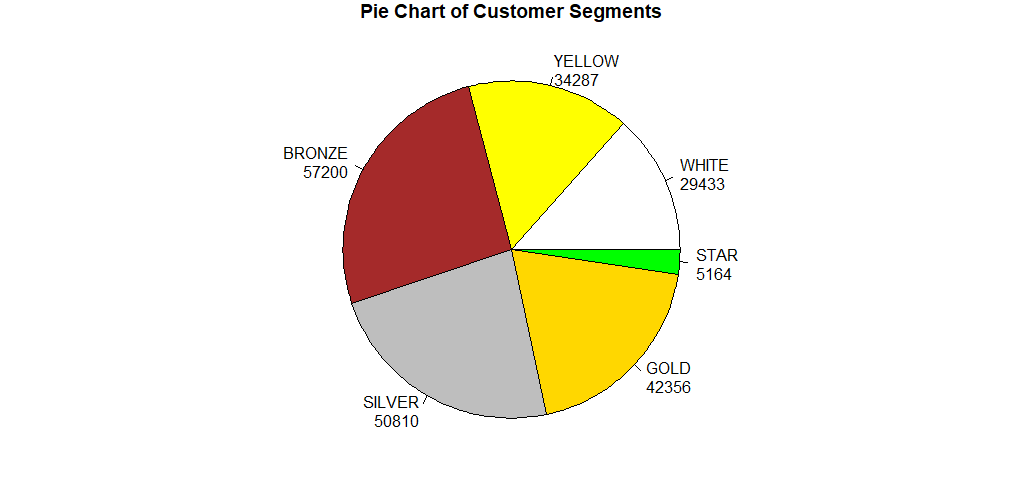 Pie Chart of Customer Segments
YELLOW
34287
BRONZE
57200
WHITE
29433
STAR
5164
GOLD
42356
SILVER
50810